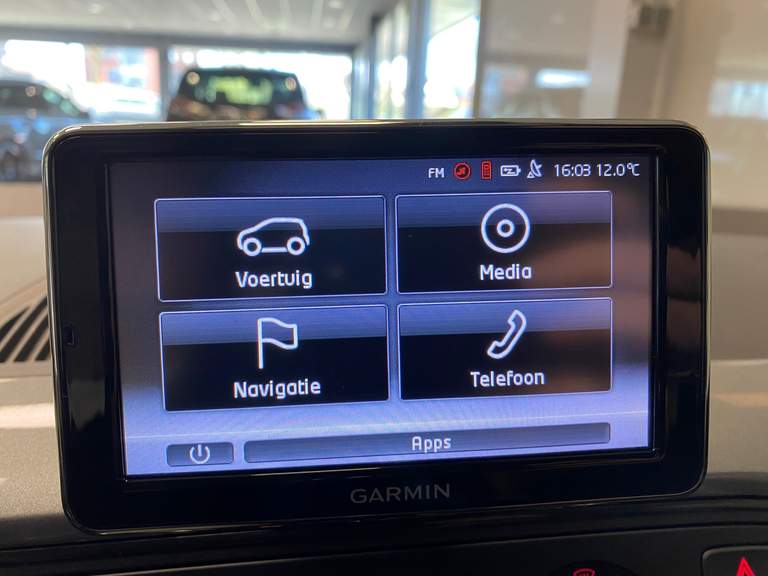 FM 16:03 12.0°C
Voertuig
Media
Navigatie
Telefoon
Apps
GARMIN